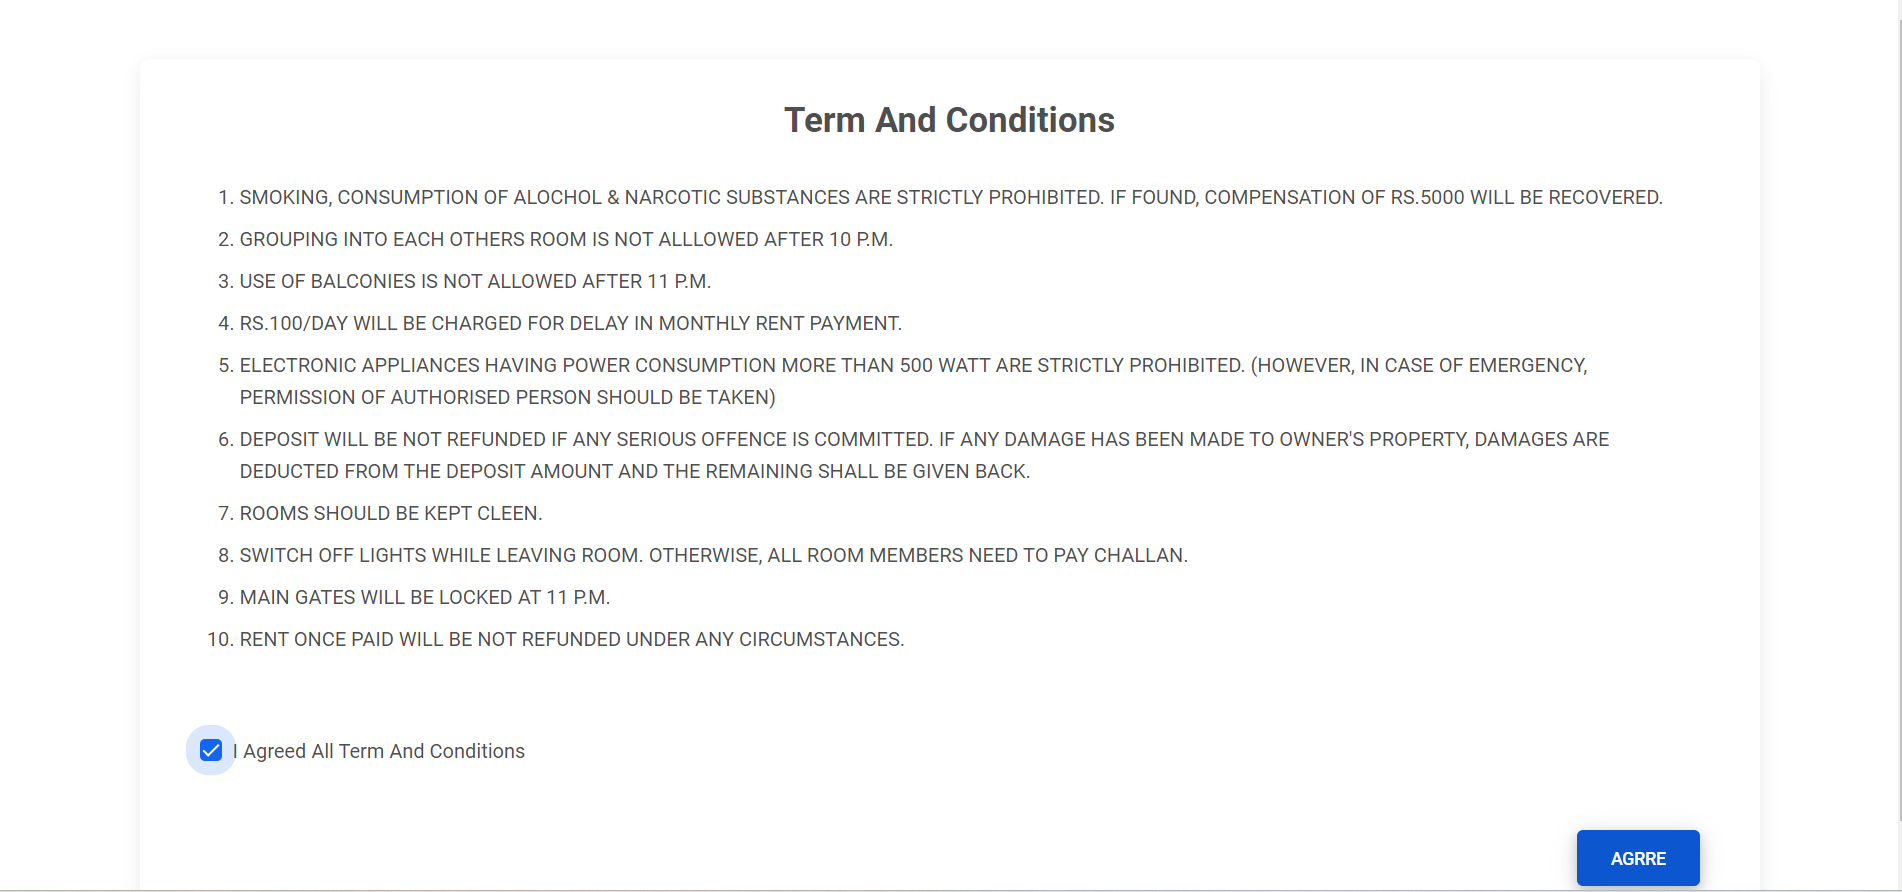 Term And Conditions
1. SMOKING, CONSUMPTION OF ALOCHOL & NARCOTIC SUBSTANCES ARE STRICTLY PROHIBITED. IF FOUND, COMPENSATION OF RS.5000 WILL BE RECOVERED.
2. GROUPING INTO EACH OTHERS ROOM IS NOT ALLLOWED AFTER 10 P.M.
3. USE OF BALCONIES IS NOT ALLOWED AFTER 11 P.M.
4. RS.100/DAY WILL BE CHARGED FOR DELAY IN MONTHLY RENT PAYMENT.
5. ELECTRONIC APPLIANCES HAVING POWER CONSUMPTION MORE THAN 500 WATT ARE STRICTLY PROHIBITED. (HOWEVER, IN CASE OF EMERGENCY,
PERMISSION OF AUTHORISED PERSON SHOULD BE TAKEN)
6. DEPOSIT WILL BE NOT REFUNDED IF ANY SERIOUS OFFENCE IS COMMITTED. IF ANY DAMAGE HAS BEEN MADE TO OWNER'S PROPERTY, DAMAGES ARE
DEDUCTED FROM THE DEPOSIT AMOUNT AND THE REMAINING SHALL BE GIVEN BACK.
7. ROOMS SHOULD BE KEPT CLEEN.
8. SWITCH OFF LIGHTS WHILE LEAVING ROOM. OTHERWISE, ALL ROOM MEMBERS NEED TO PAY CHALLAN.
9. MAIN GATES WILL BE LOCKED AT 11 P.M.
10. RENT ONCE PAID WILL BE NOT REFUNDED UNDER ANY CIRCUMSTANCES.
I Agreed All Term And Conditions
AGRRE